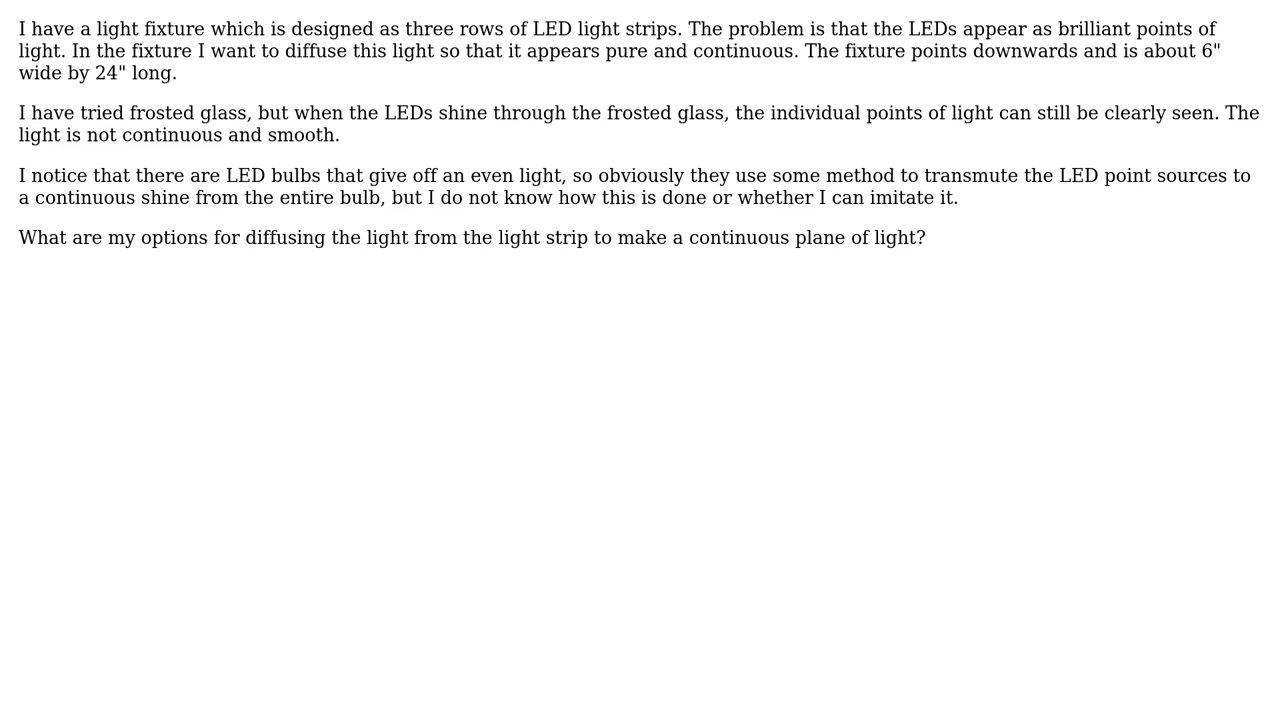 I have a light fixture which is designed as three rows of LED light strips. The problem is that the LEDs appear as brilliant points of
light. In the fixture I want to diffuse this light so that it appears pure and continuous. The fixture points downwards and is about 6"
wide by 24" long.
I have tried frosted glass, but when the LEDs shine through the frosted glass, the individual points of light can still be clearly seen. The
light is not continuous and smooth.
I notice that there are LED bulbs that give off an even light, so obviously they use some method to transmute the LED point sources to
a continuous shine from the entire bulb, but I do not know how this is done or whether I can imitate it.
What are my options for diffusing the light from the light strip to make a continuous plane of light?